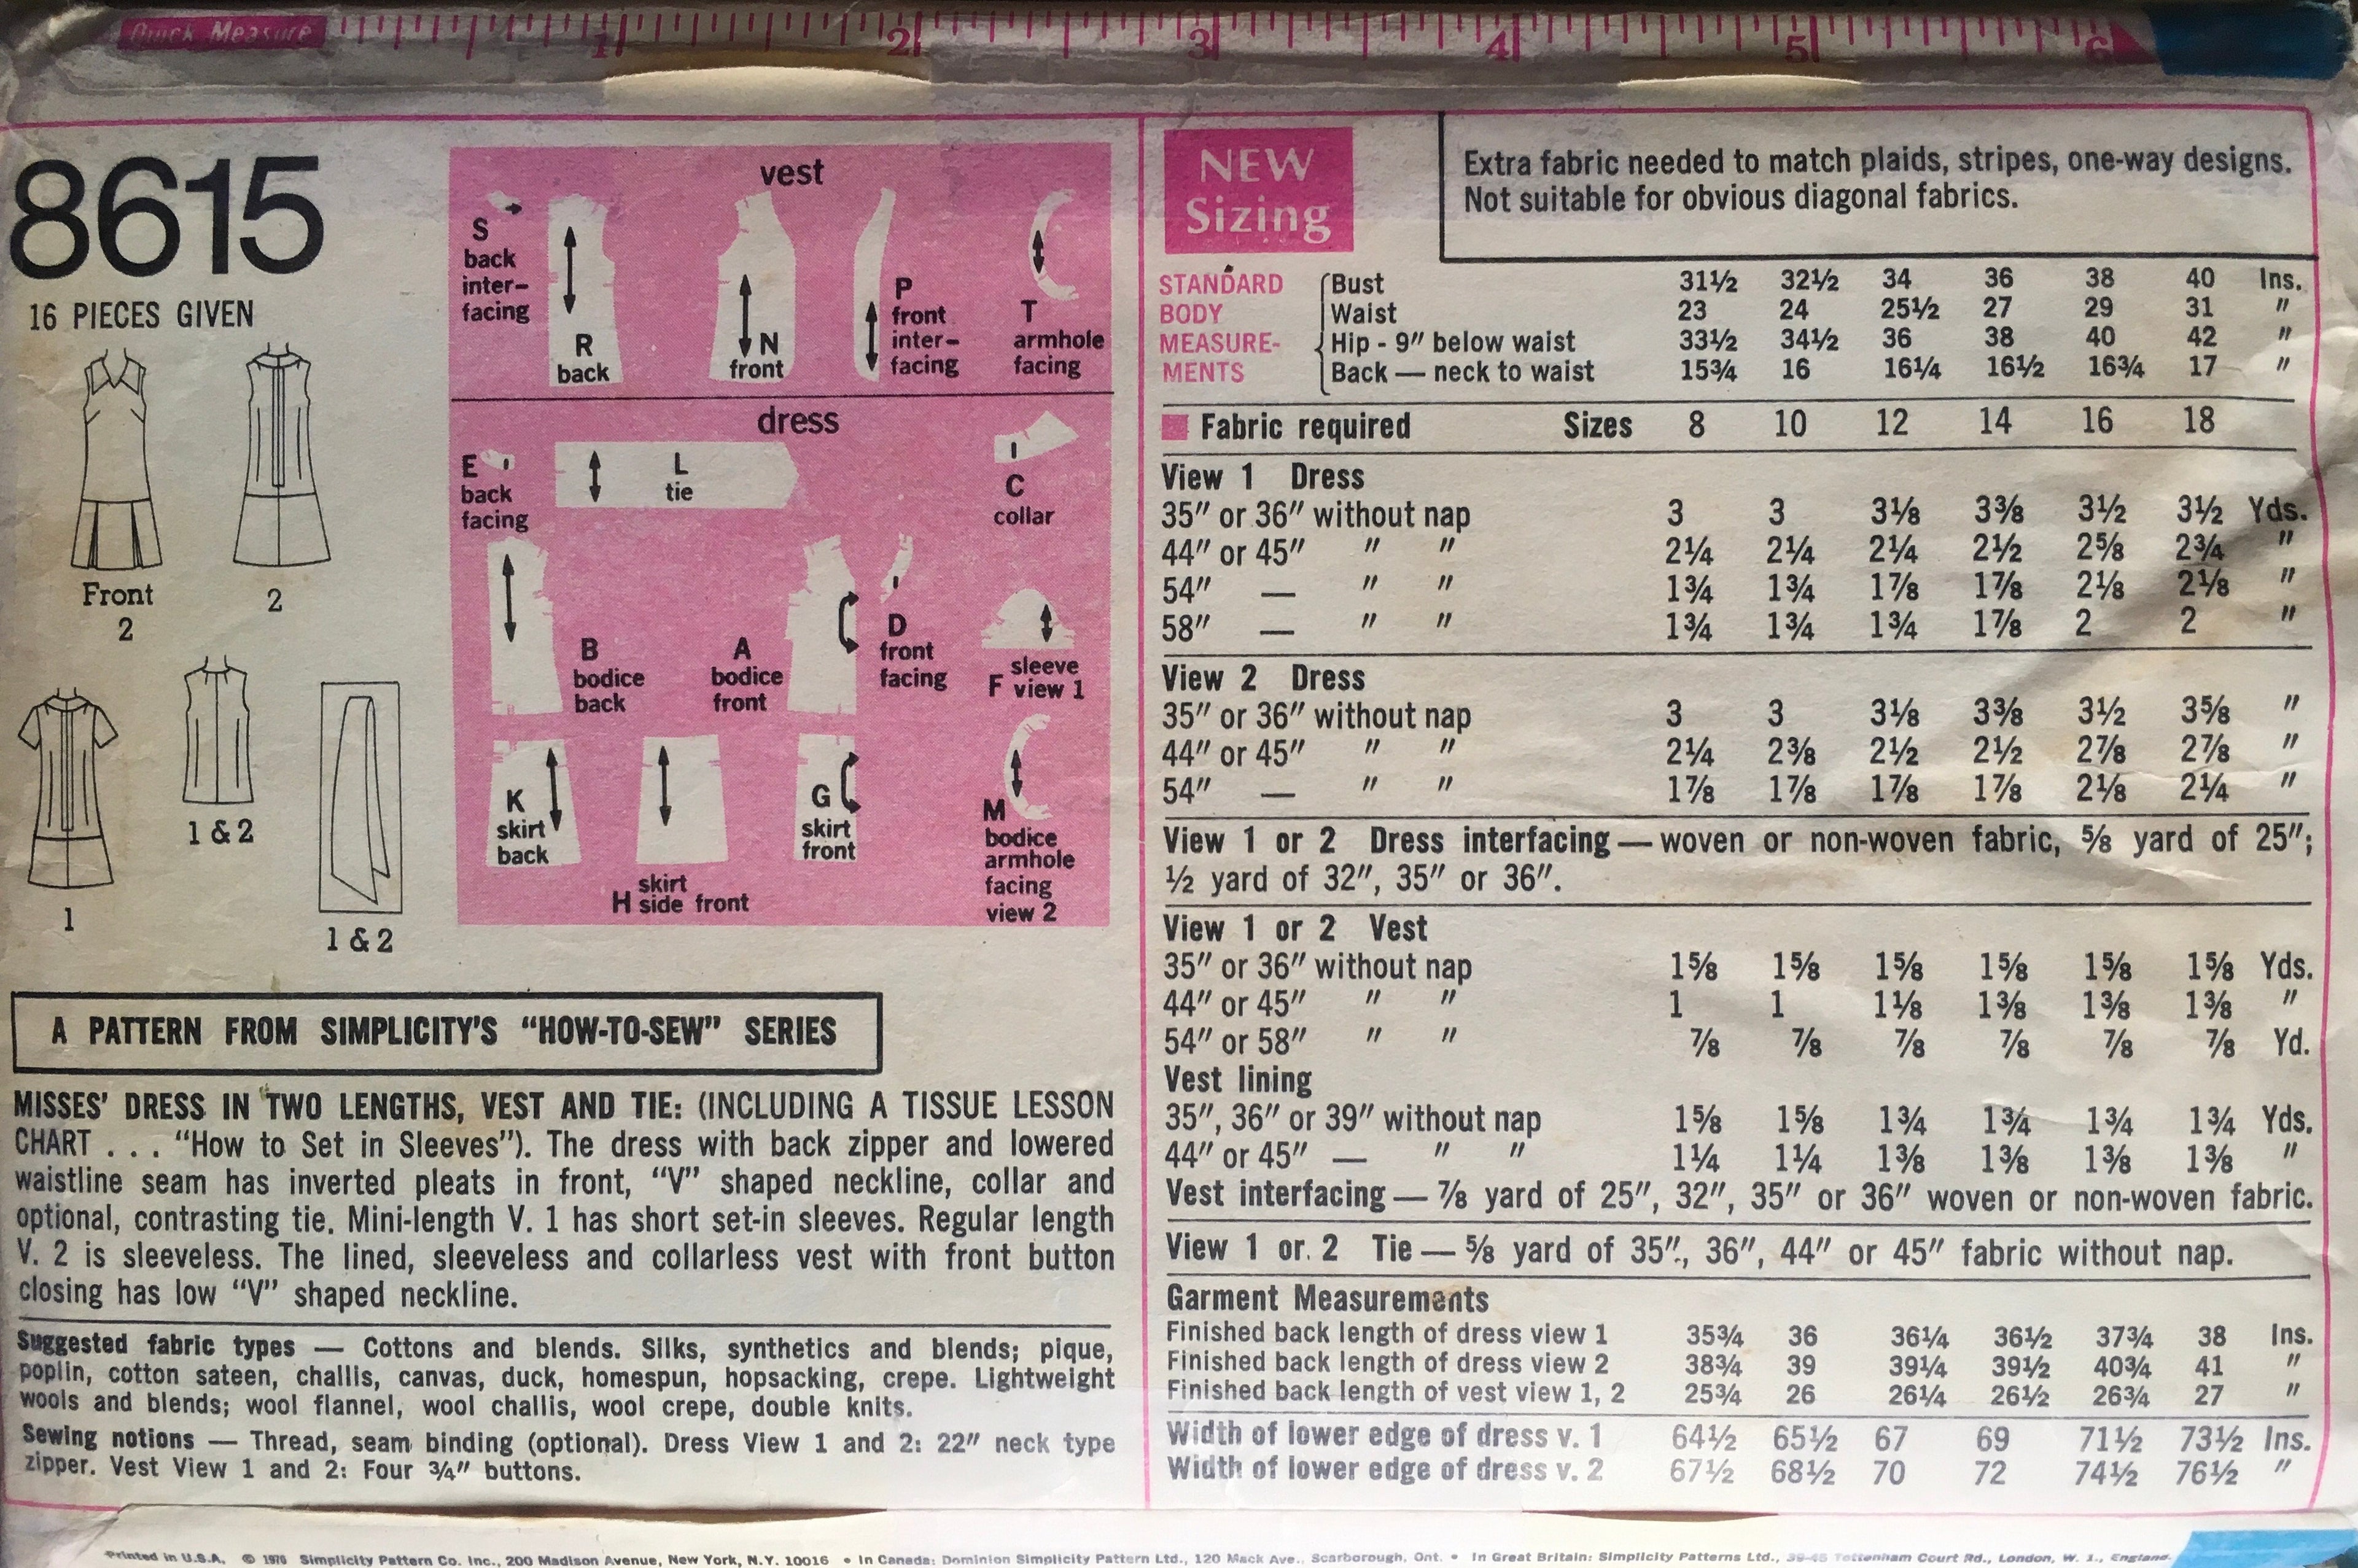 Quick Measure 1 2 3 4 5 6
8615
16 PIECES GIVEN
Front
2
2
1
1 & 2
1 & 2
vest
S
back
inter-
facing
R
back
N
front
P
front
inter-
facing
T
armhole
facing
dress
E
back
facing
L
tie
C
collar
B
bodice
back
A
bodice
front
D
front
facing
sleeve
F view 1
K
skirt
back
skirt
H side front
G
skirt
front
M
bodice
armhole
facing
view 2
A PATTERN FROM SIMPLICITY'S "HOW-TO-SEW" SERIES
MISSES' DRESS IN TWO LENGTHS, VEST AND TIE: (INCLUDING A TISSUE LESSON
CHART . . . "How to Set in Sleeves"). The dress with back zipper and lowered
waistline seam has inverted pleats in front, "V" shaped neckline, collar and
optional, contrasting tie. Mini-length V. 1 has short set-in sleeves. Regular length
V. 2 is sleeveless. The lined, sleeveless and collarless vest with front button
closing has low "V" shaped neckline.
Suggested fabric types — Cottons and blends. Silks, synthetics and blends; pique,
poplin, cotton sateen, challis, canvas, duck, homespun, hopsacking, crepe. Lightweight
wools and blends; wool flannel, wool challis, wool crepe, double knits.
Sewing notions — Thread, seam binding (optional). Dress View 1 and 2: 22" neck type
zipper. Vest View 1 and 2: Four ¾" buttons.
NEW
Sizing
Extra fabric needed to match plaids, stripes, one-way designs.
Not suitable for obvious diagonal fabrics.
STANDARD Bust 31½ 32½ 34 36 38 40 Ins.
BODY Waist 23 24 25½ 27 29 31 "
MEASURE- Hip - 9" below waist 33½ 34½ 36 38 40 42 "
MENTS Back — neck to waist 15¾ 16 16¼ 16½ 16¾ 17 "
Fabric required Sizes 8 10 12 14 16 18
View 1 Dress
35" or 36" without nap 3 3 3⅛ 3⅜ 3½ 3½ Yds.
44" or 45" " " 2¼ 2¼ 2¼ 2½ 2⅝ 2¾ "
54" — " " 1¾ 1¾ 1⅞ 1⅞ 2⅛ 2⅛ "
58" — " " 1¾ 1¾ 1¾ 1⅞ 2 2 "
View 2 Dress
35" or 36" without nap 3 3 3⅛ 3⅜ 3½ 3⅝ "
44" or 45" " " 2¼ 2⅜ 2½ 2½ 2⅞ 2⅞ "
54" — " " 1⅞ 1⅞ 1⅞ 1⅞ 2⅛ 2¼ "
View 1 or 2 Dress interfacing — woven or non-woven fabric, ⅝ yard of 25";
½ yard of 32", 35" or 36".
View 1 or 2 Vest
35" or 36" without nap 1⅝ 1⅝ 1⅝ 1⅝ 1⅝ 1⅝ Yds.
44" or 45" " " 1 1 1⅛ 1⅜ 1⅜ 1⅜ "
54" or 58" " " ⅞ ⅞ ⅞ ⅞ ⅞ ⅞ Yd.
Vest lining
35", 36" or 39" without nap 1⅝ 1⅝ 1¾ 1¾ 1¾ 1¾ Yds.
44" or 45" — " " 1¼ 1¼ 1⅜ 1⅜ 1⅜ 1⅜ "
Vest interfacing — ⅞ yard of 25", 32", 35" or 36" woven or non-woven fabric.
View 1 or 2 Tie — ⅝ yard of 35", 36", 44" or 45" fabric without nap.
Garment Measurements
Finished back length of dress view 1 35¾ 36 36¼ 36½ 37¾ 38 Ins.
Finished back length of dress view 2 38¾ 39 39¼ 39½ 40¾ 41 "
Finished back length of vest view 1, 2 25¾ 26 26¼ 26½ 26¾ 27 "
Width of lower edge of dress v. 1 64½ 65½ 67 69 71½ 73½ Ins.
Width of lower edge of dress v. 2 67½ 68½ 70 72 74½ 76½ "
Printed in U.S.A. © 1970 Simplicity Pattern Co. Inc., 200 Madison Avenue, New York, N.Y. 10016 • In Canada: Dominion Simplicity Pattern Ltd., 120 Mack Ave., Scarborough, Ont. • In Great Britain: Simplicity Patterns Ltd., 39-45 Tottenham Court Rd., London, W. 1., England.